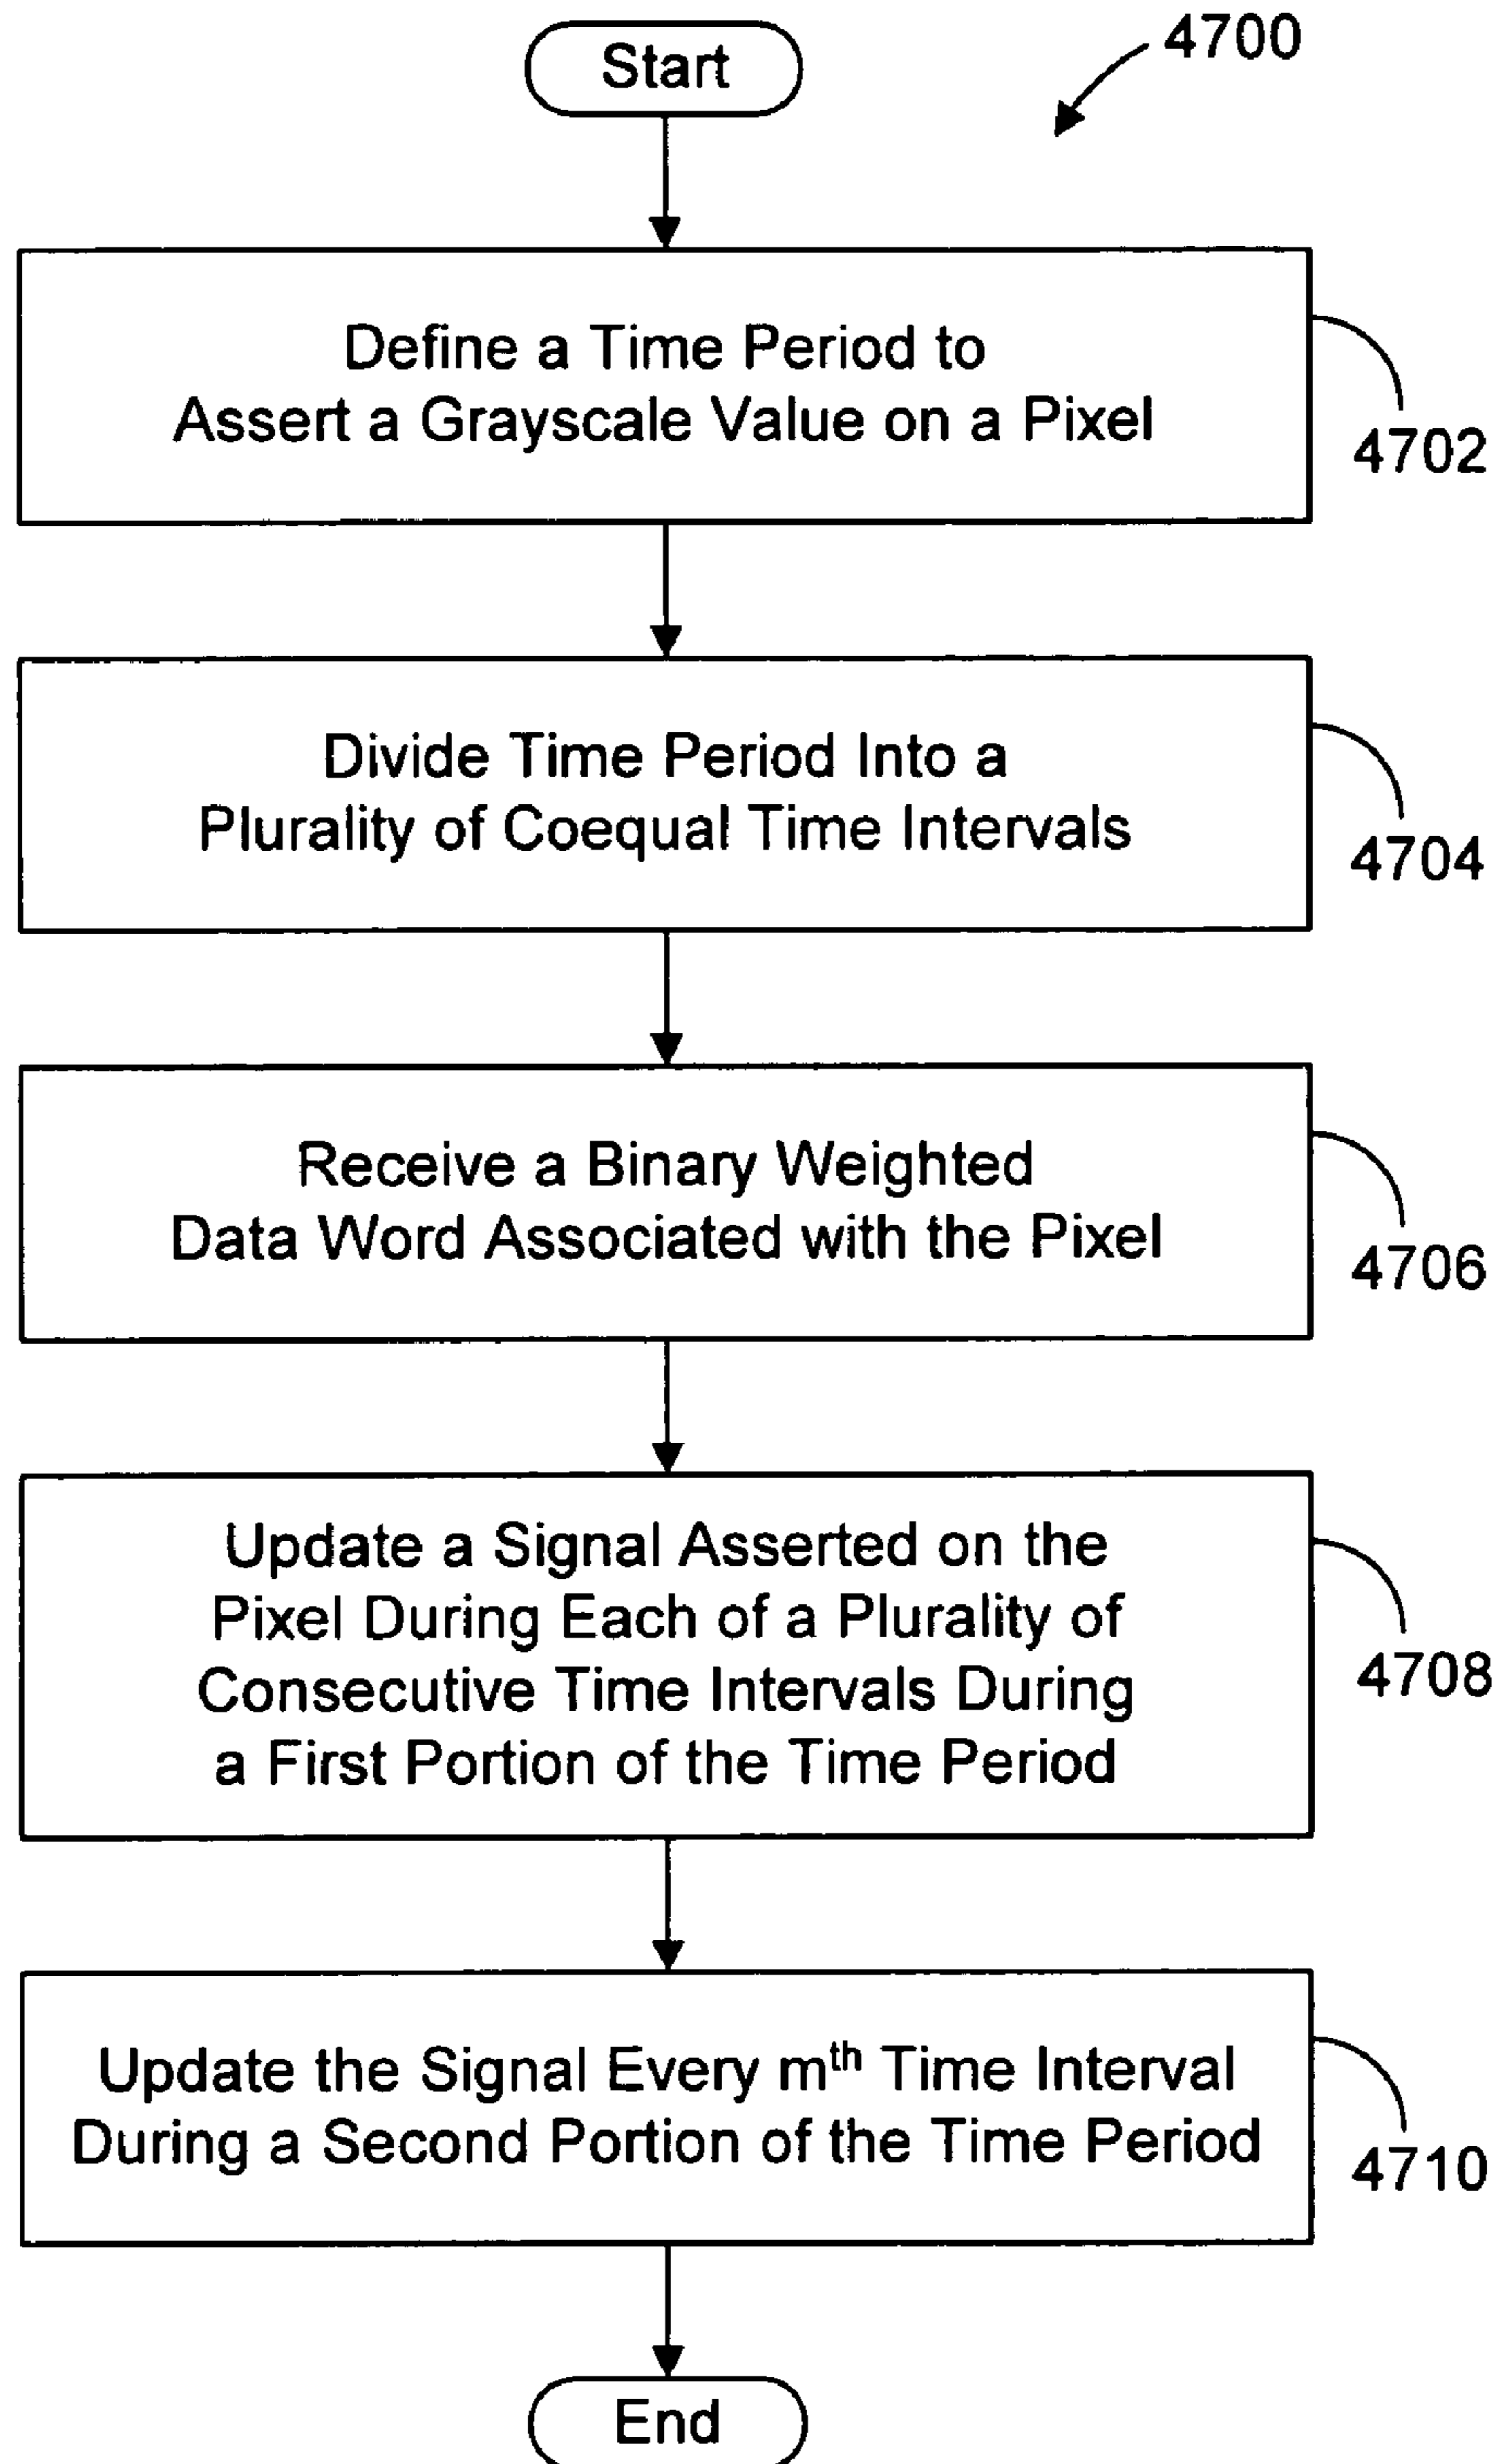 Start
4700
Define a Time Period to
Assert a Grayscale Value on a Pixel
4702
Divide Time Period Into a
Plurality of Coequal Time Intervals
4704
Receive a Binary Weighted
Data Word Associated with the Pixel
4706
Update a Signal Asserted on the
Pixel During Each of a Plurality of
Consecutive Time Intervals During
a First Portion of the Time Period
4708
Update the Signal Every mth Time Interval
During a Second Portion of the Time Period
4710
End